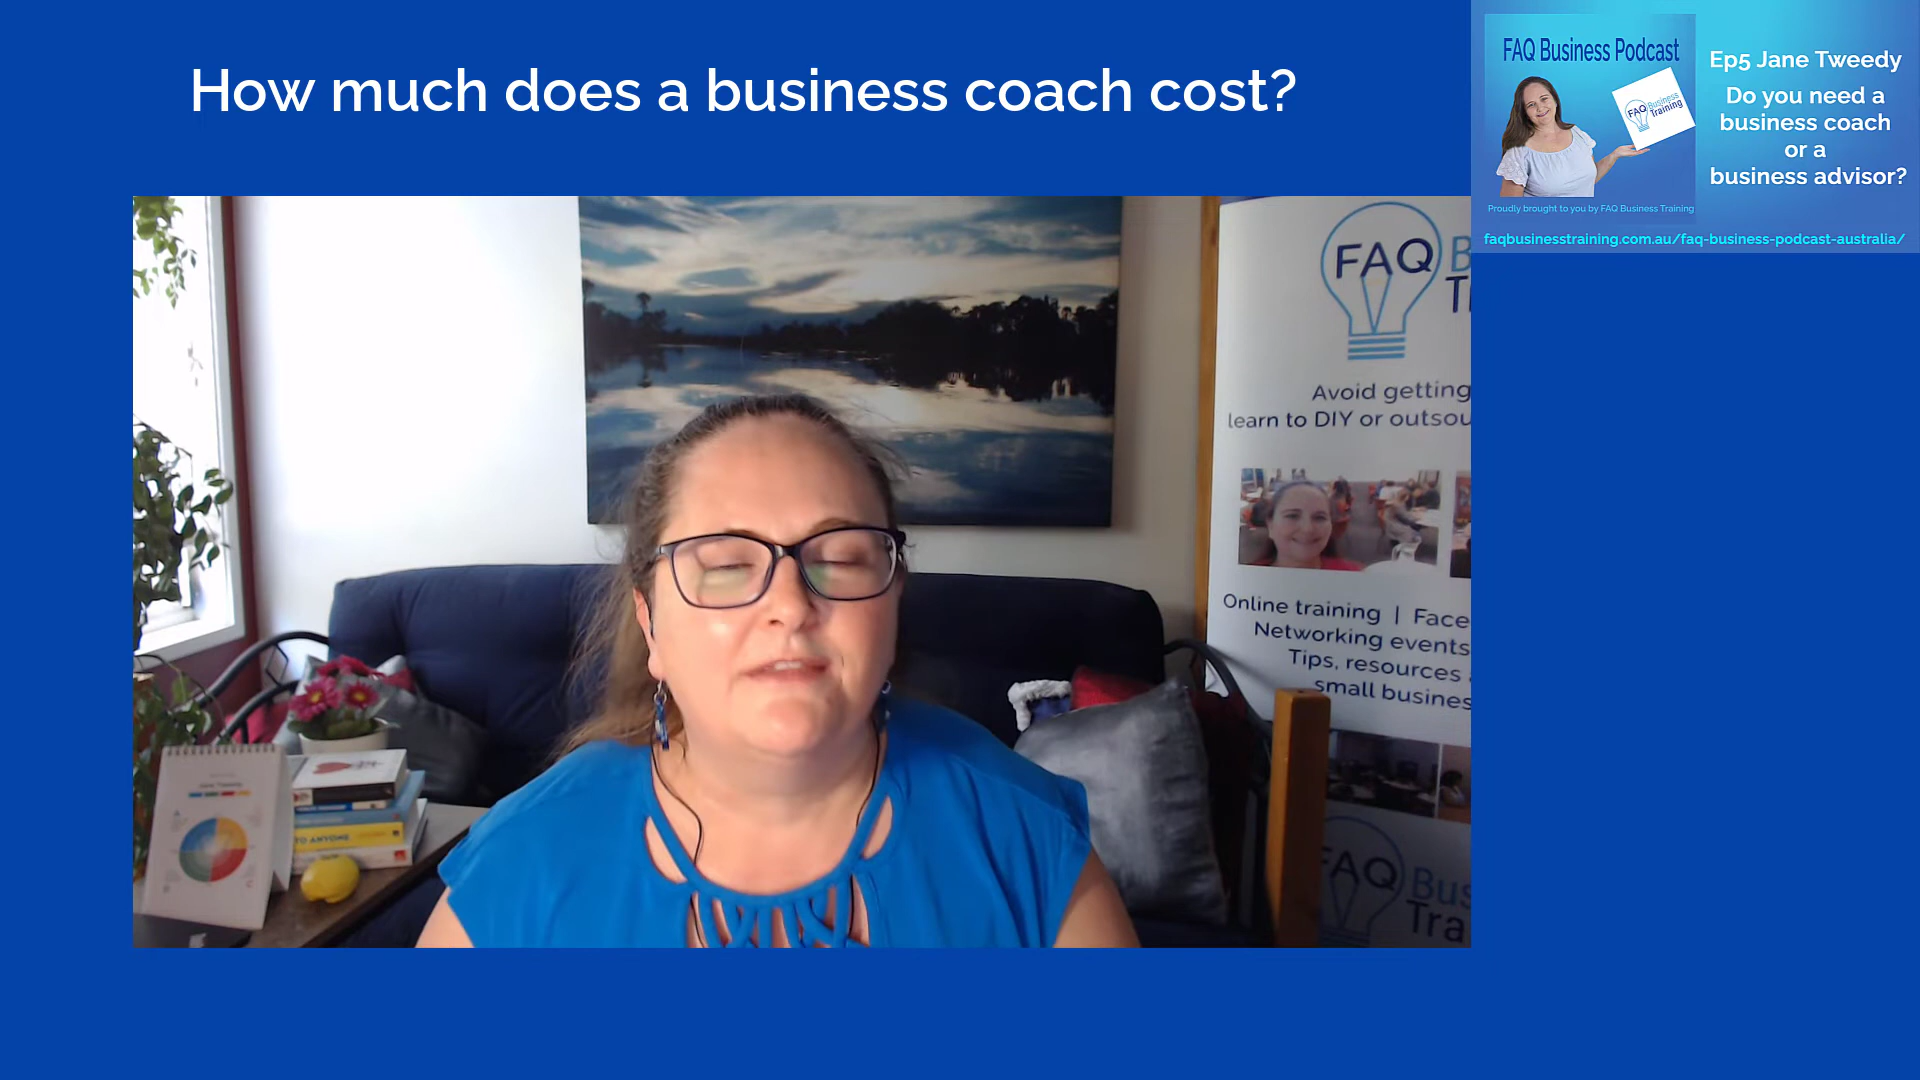 How much does a business coach cost?
FAQ Business Podcast
FAQ Business
Training
Proudly brought to you by FAQ Business Training
Ep5 Jane Tweedy
Do you need a
business coach
or a
business advisor?
faqbusinesstraining.com.au/faq-business-podcast-australia/
FAQ B
Avoid getting
learn to DIY or outsou
Online training | Face
Networking events
Tips, resources
small busines
TO ANYONE
FAQ Bus
Tra